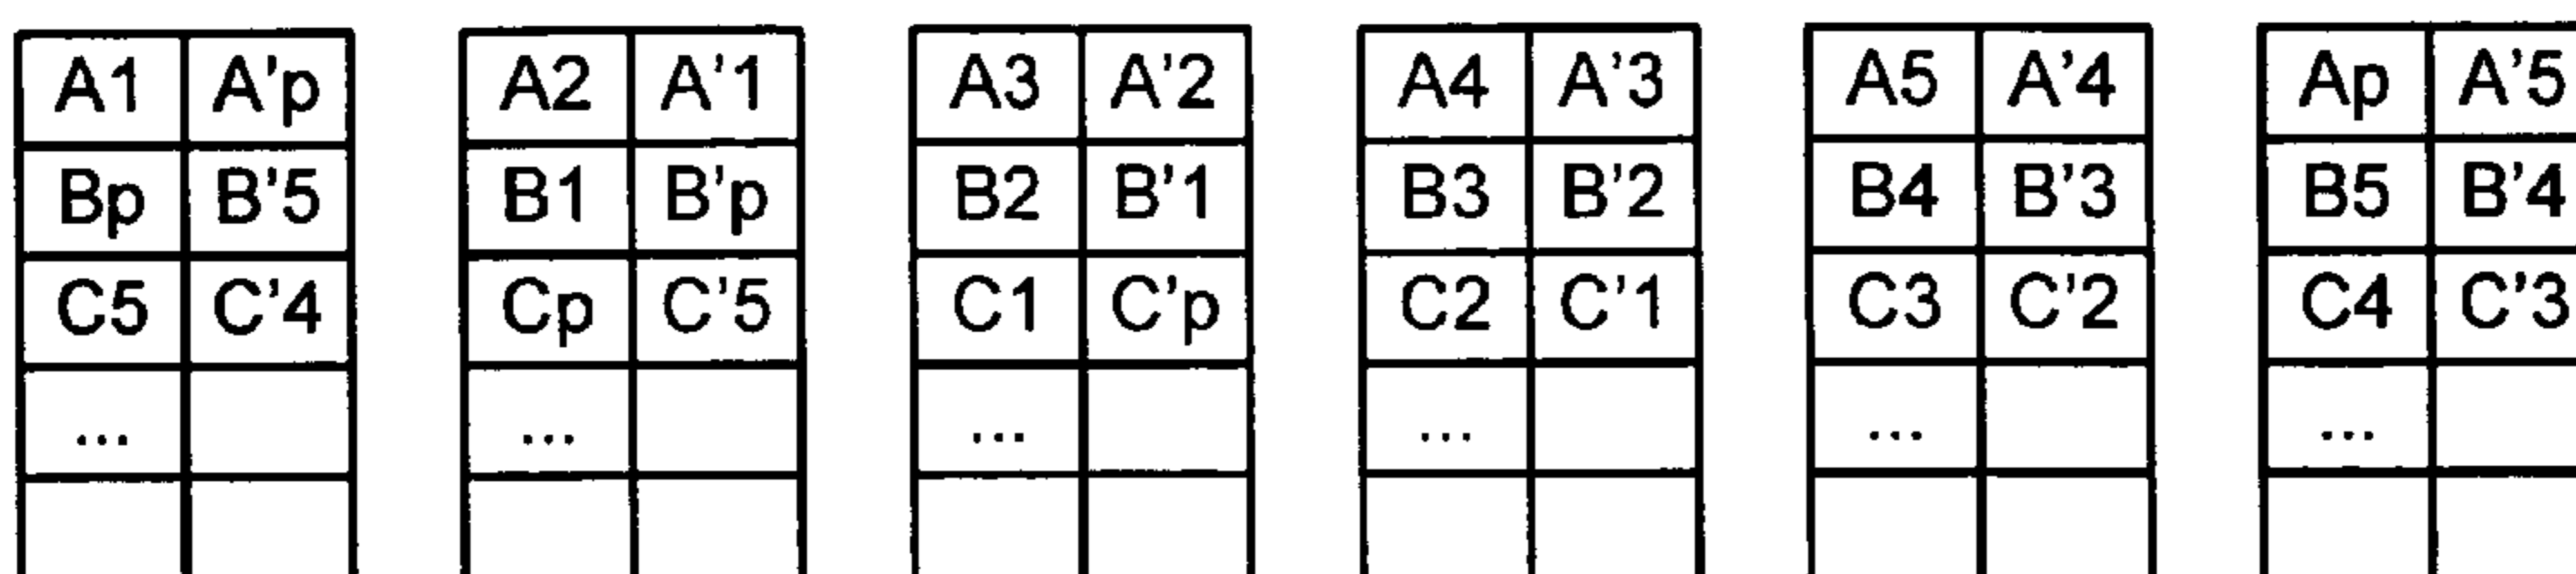 A1 A'p A2 A'1 A3 A'2 A4 A'3 A5 A'4 Ap A'5
Bp B'5 B1 B'p B2 B'1 B3 B'2 B4 B'3 B5 B'4
C5 C'4 Cp C'5 C1 C'p C2 C'1 C3 C'2 C4 C'3
... ... ... ... ... ...